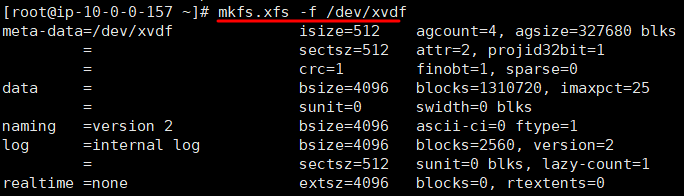 [root@ip-10-0-0-157 ~]# mkfs.xfs -f /dev/xvdf
meta-data=/dev/xvdf              isize=512    agcount=4, agsize=327680 blks
         =                       sectsz=512   attr=2, projid32bit=1
         =                       crc=1        finobt=1, sparse=0
data     =                       bsize=4096   blocks=1310720, imaxpct=25
         =                       sunit=0      swidth=0 blks
naming   =version 2              bsize=4096   ascii-ci=0 ftype=1
log      =internal log           bsize=4096   blocks=2560, version=2
         =                       sectsz=512   sunit=0 blks, lazy-count=1
realtime =none                   extsz=4096   blocks=0, rtextents=0